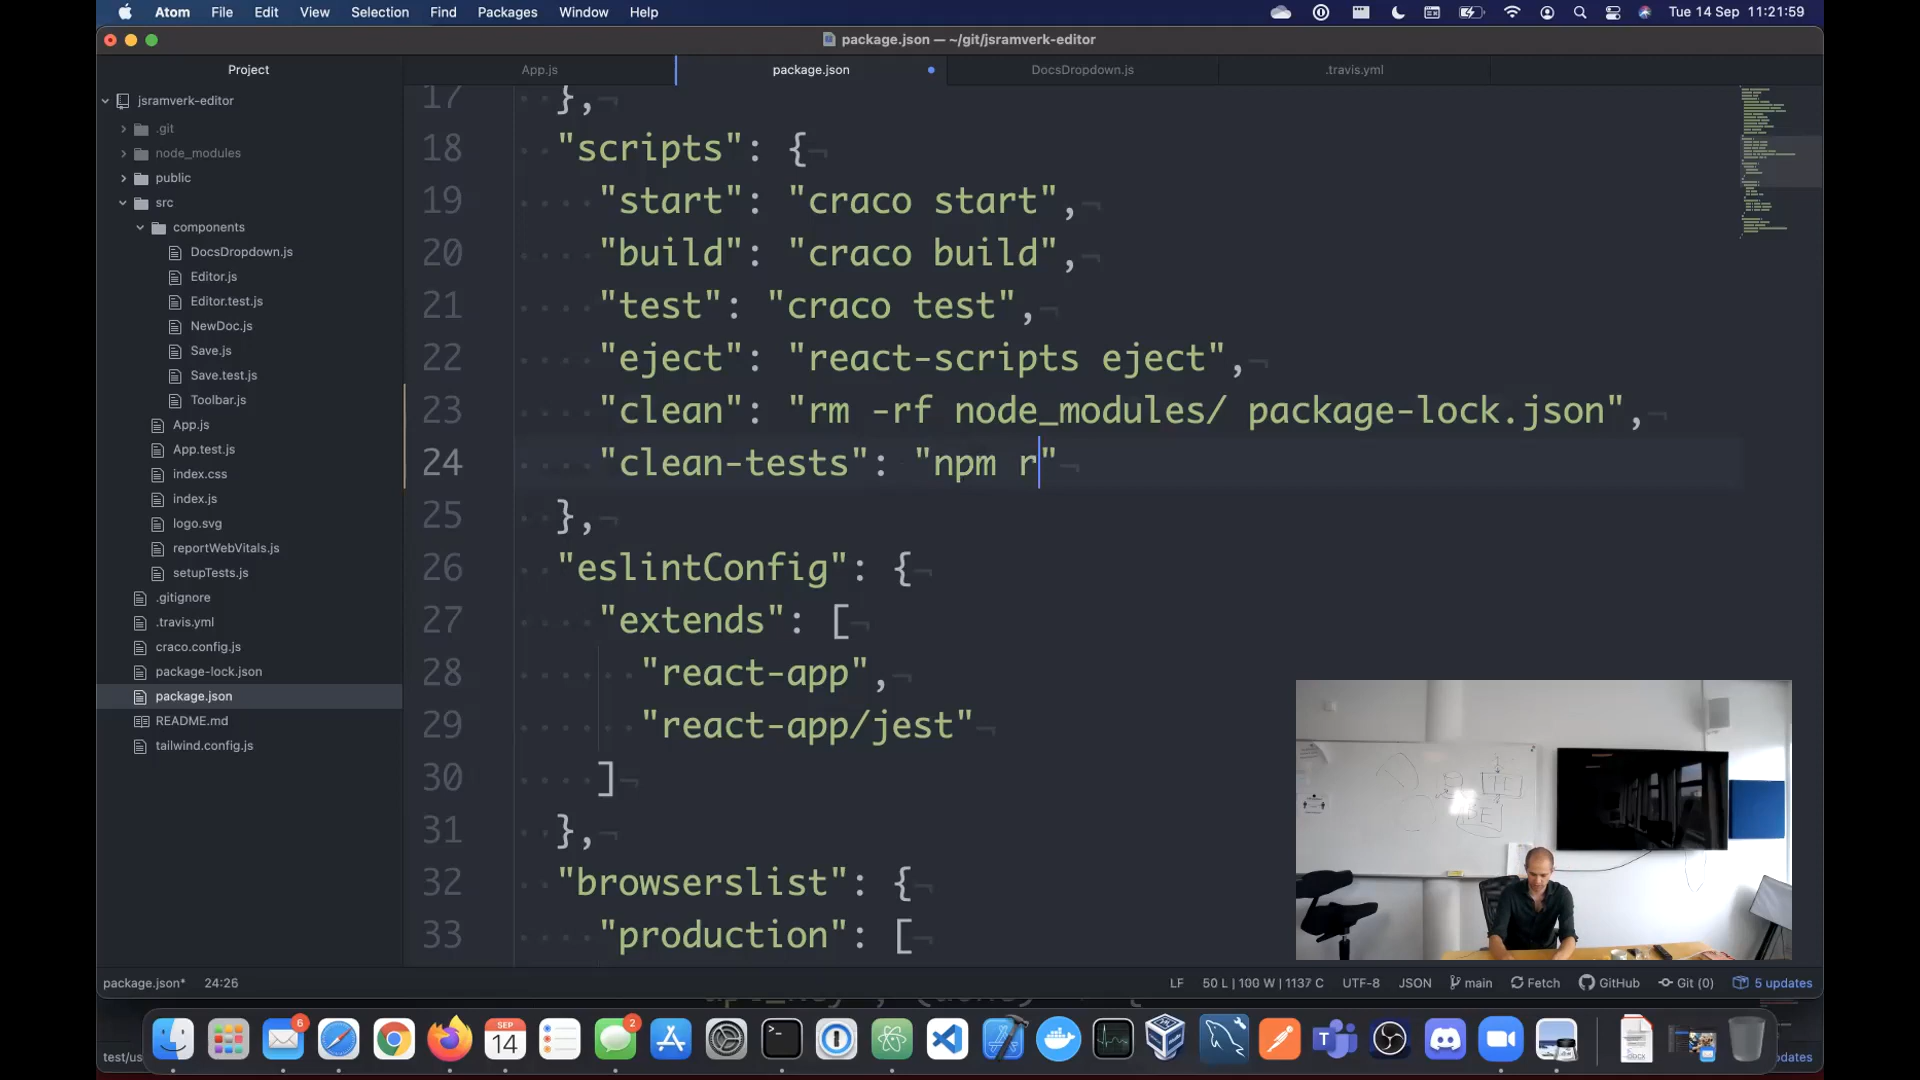 Atom File Edit View Selection Find Packages Window Help Tue 14 Sep 11:21:59
package.json — ~/git/jsramverk-editor
Project App.js package.json DocsDropdown.js .travis.yml
jsramverk-editor
.git
node_modules
public
src
components
DocsDropdown.js
Editor.js
Editor.test.js
NewDoc.js
Save.js
Save.test.js
Toolbar.js
App.js
App.test.js
index.css
index.js
logo.svg
reportWebVitals.js
setupTests.js
.gitignore
.travis.yml
craco.config.js
package-lock.json
package.json
README.md
tailwind.config.js
17 },
18 "scripts": {
19 "start": "craco start",
20 "build": "craco build",
21 "test": "craco test",
22 "eject": "react-scripts eject",
23 "clean": "rm -rf node_modules/ package-lock.json",
24 "clean-tests": "npm r"
25 },
26 "eslintConfig": {
27 "extends": [
28 "react-app",
29 "react-app/jest"
30 ]
31 },
32 "browserslist": {
33 "production": [
package.json* 24:26 LF 50 L | 100 W | 1137 C UTF-8 JSON main Fetch GitHub Git (0) 5 updates
6
SEP
14
2
test/us